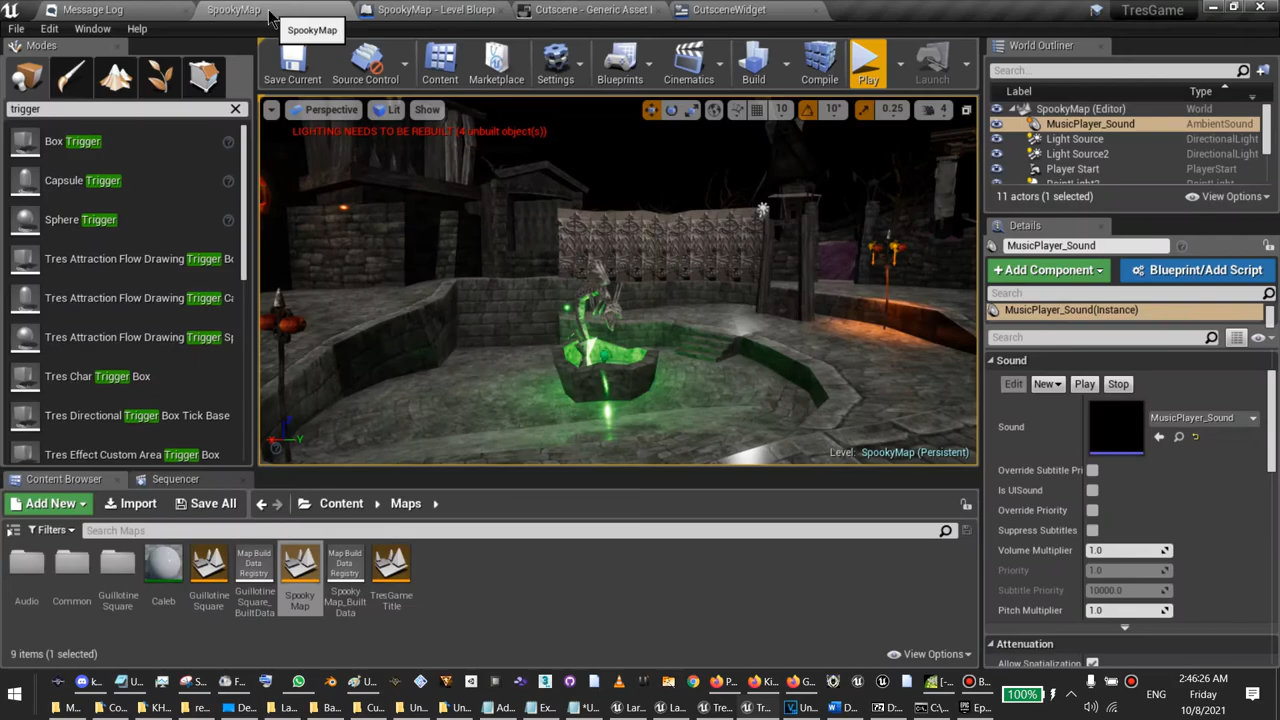 Message Log
SpookyMap
SpookyMap - Level Bluepri
Cutscene - Generic Asset I
CutsceneWidget
TresGame
File Edit Window Help
SpookyMap
Modes
trigger
Box Trigger
Capsule Trigger
Sphere Trigger
Tres Attraction Flow Drawing Trigger Bo
Tres Attraction Flow Drawing Trigger Ca
Tres Attraction Flow Drawing Trigger Sp
Tres Char Trigger Box
Tres Directional Trigger Box Tick Base
Tres Effect Custom Area Trigger Box
Save Current Source Control Content Marketplace Settings Blueprints Cinematics Build Compile Play Launch
Perspective Lit Show 10 10° 0.25 4
LIGHTING NEEDS TO BE REBUILT (4 unbuilt object(s))
Y
Level: SpookyMap (Persistent)
World Outliner
Search...
Label Type
SpookyMap (Editor) World
MusicPlayer_Sound AmbientSound
Light Source DirectionalLight
Light Source2 DirectionalLight
Player Start PlayerStart
11 actors (1 selected) View Options
Details
MusicPlayer_Sound
Add Component Blueprint/Add Script
Search
MusicPlayer_Sound(Instance)
Search
Sound
Edit New Play Stop
Sound MusicPlayer_Sound
Override Subtitle Pri
Is UISound
Override Priority
Suppress Subtitles
Volume Multiplier 1.0
Priority 1.0
Subtitle Priority 10000.0
Pitch Multiplier 1.0
Attenuation
Allow Spatialization
Content Browser Sequencer
Add New Import Save All Content Maps
Filters Search Maps
Audio
Common
Guillotine
Square
Caleb
Guillotine
Square
Map Build
Data
Registry
Guillotine
Square_
BuiltData
Spooky
Map
Map Build
Data
Registry
Spooky
Map_Built
Data
TresGame
Title
9 items (1 selected) View Options
100%
ENG
2:46:26 AM
Friday
10/8/2021